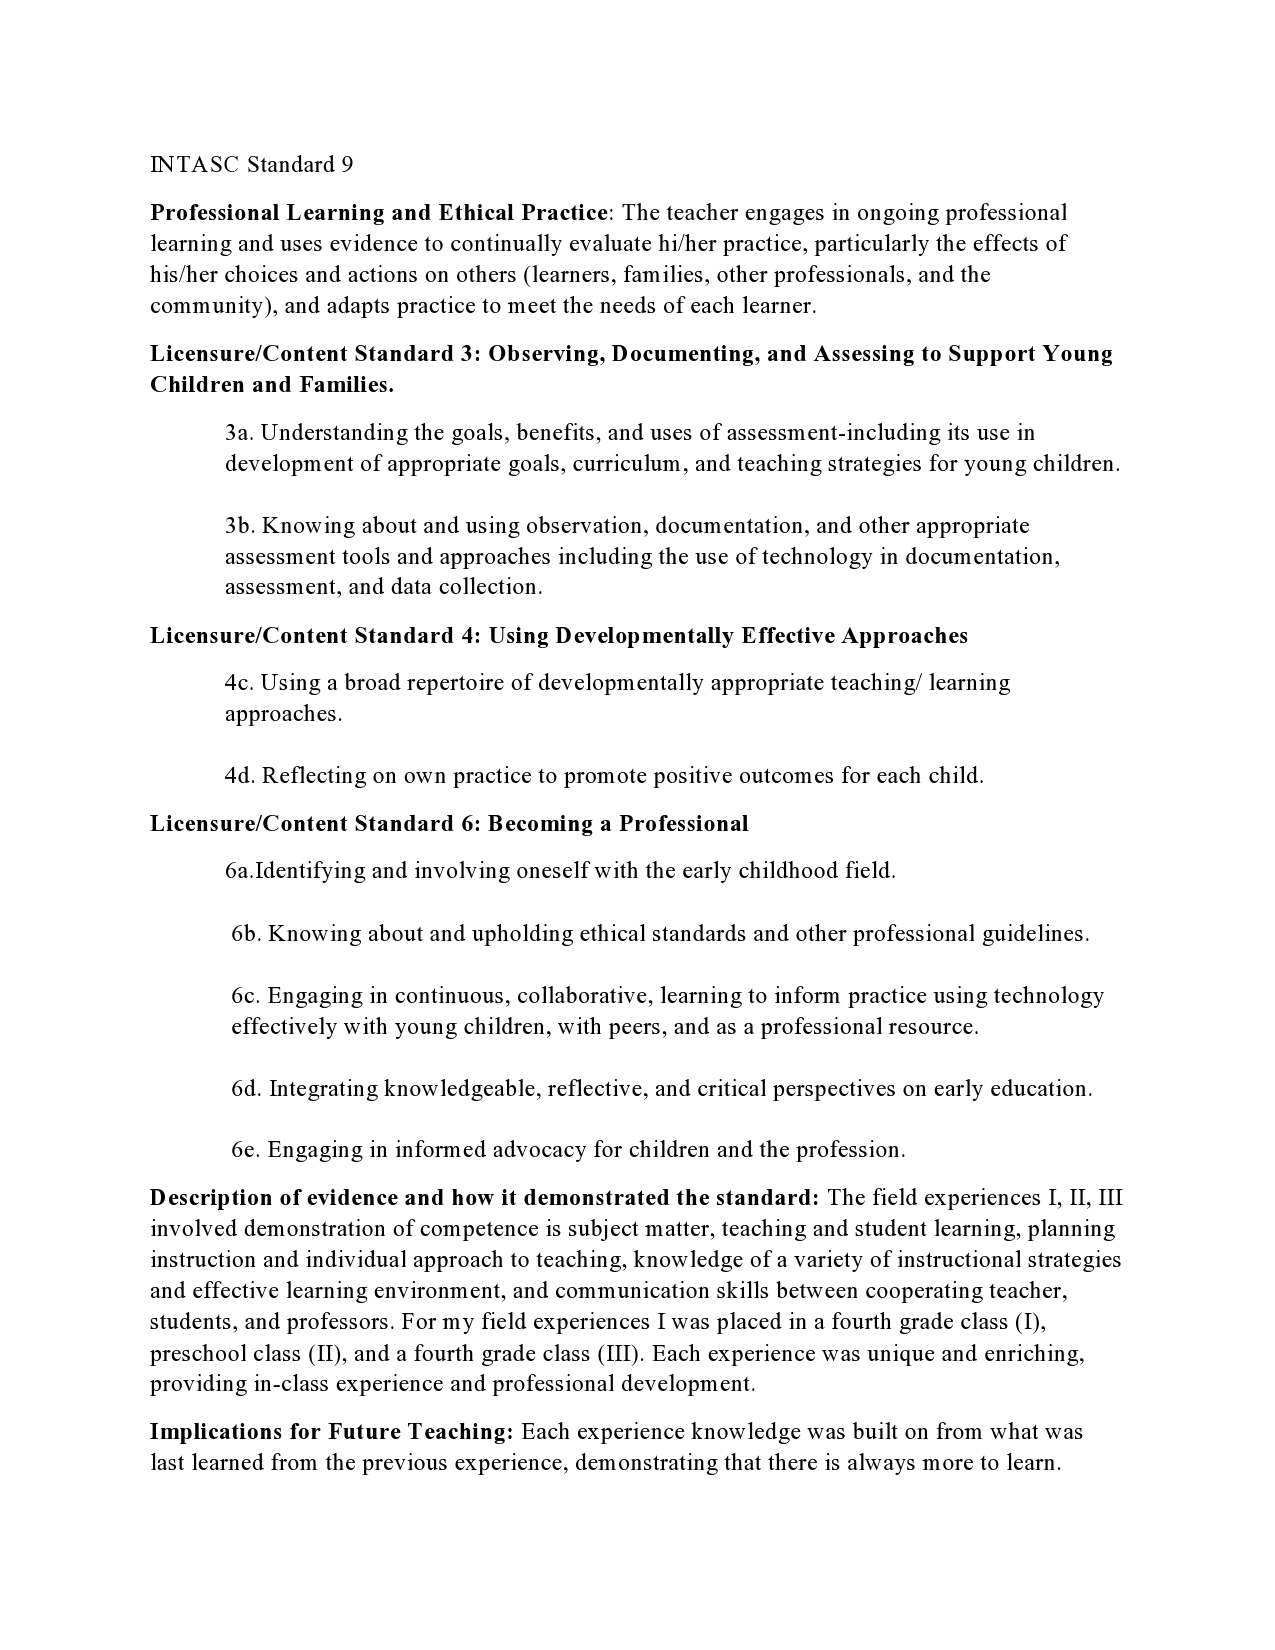 INTASC Standard 9
Professional Learning and Ethical Practice: The teacher engages in ongoing professional
learning and uses evidence to continually evaluate hi/her practice, particularly the effects of
his/her choices and actions on others (learners, families, other professionals, and the
community), and adapts practice to meet the needs of each learner.
Licensure/Content Standard 3: Observing, Documenting, and Assessing to Support Young
Children and Families.
3a. Understanding the goals, benefits, and uses of assessment-including its use in
development of appropriate goals, curriculum, and teaching strategies for young children.
3b. Knowing about and using observation, documentation, and other appropriate
assessment tools and approaches including the use of technology in documentation,
assessment, and data collection.
Licensure/Content Standard 4: Using Developmentally Effective Approaches
4c. Using a broad repertoire of developmentally appropriate teaching/ learning
approaches.
4d. Reflecting on own practice to promote positive outcomes for each child.
Licensure/Content Standard 6: Becoming a Professional
6a.Identifying and involving oneself with the early childhood field.
6b. Knowing about and upholding ethical standards and other professional guidelines.
6c. Engaging in continuous, collaborative, learning to inform practice using technology
effectively with young children, with peers, and as a professional resource.
6d. Integrating knowledgeable, reflective, and critical perspectives on early education.
6e. Engaging in informed advocacy for children and the profession.
Description of evidence and how it demonstrated the standard: The field experiences I, II, III
involved demonstration of competence is subject matter, teaching and student learning, planning
instruction and individual approach to teaching, knowledge of a variety of instructional strategies
and effective learning environment, and communication skills between cooperating teacher,
students, and professors. For my field experiences I was placed in a fourth grade class (I),
preschool class (II), and a fourth grade class (III). Each experience was unique and enriching,
providing in-class experience and professional development.
Implications for Future Teaching: Each experience knowledge was built on from what was
last learned from the previous experience, demonstrating that there is always more to learn.